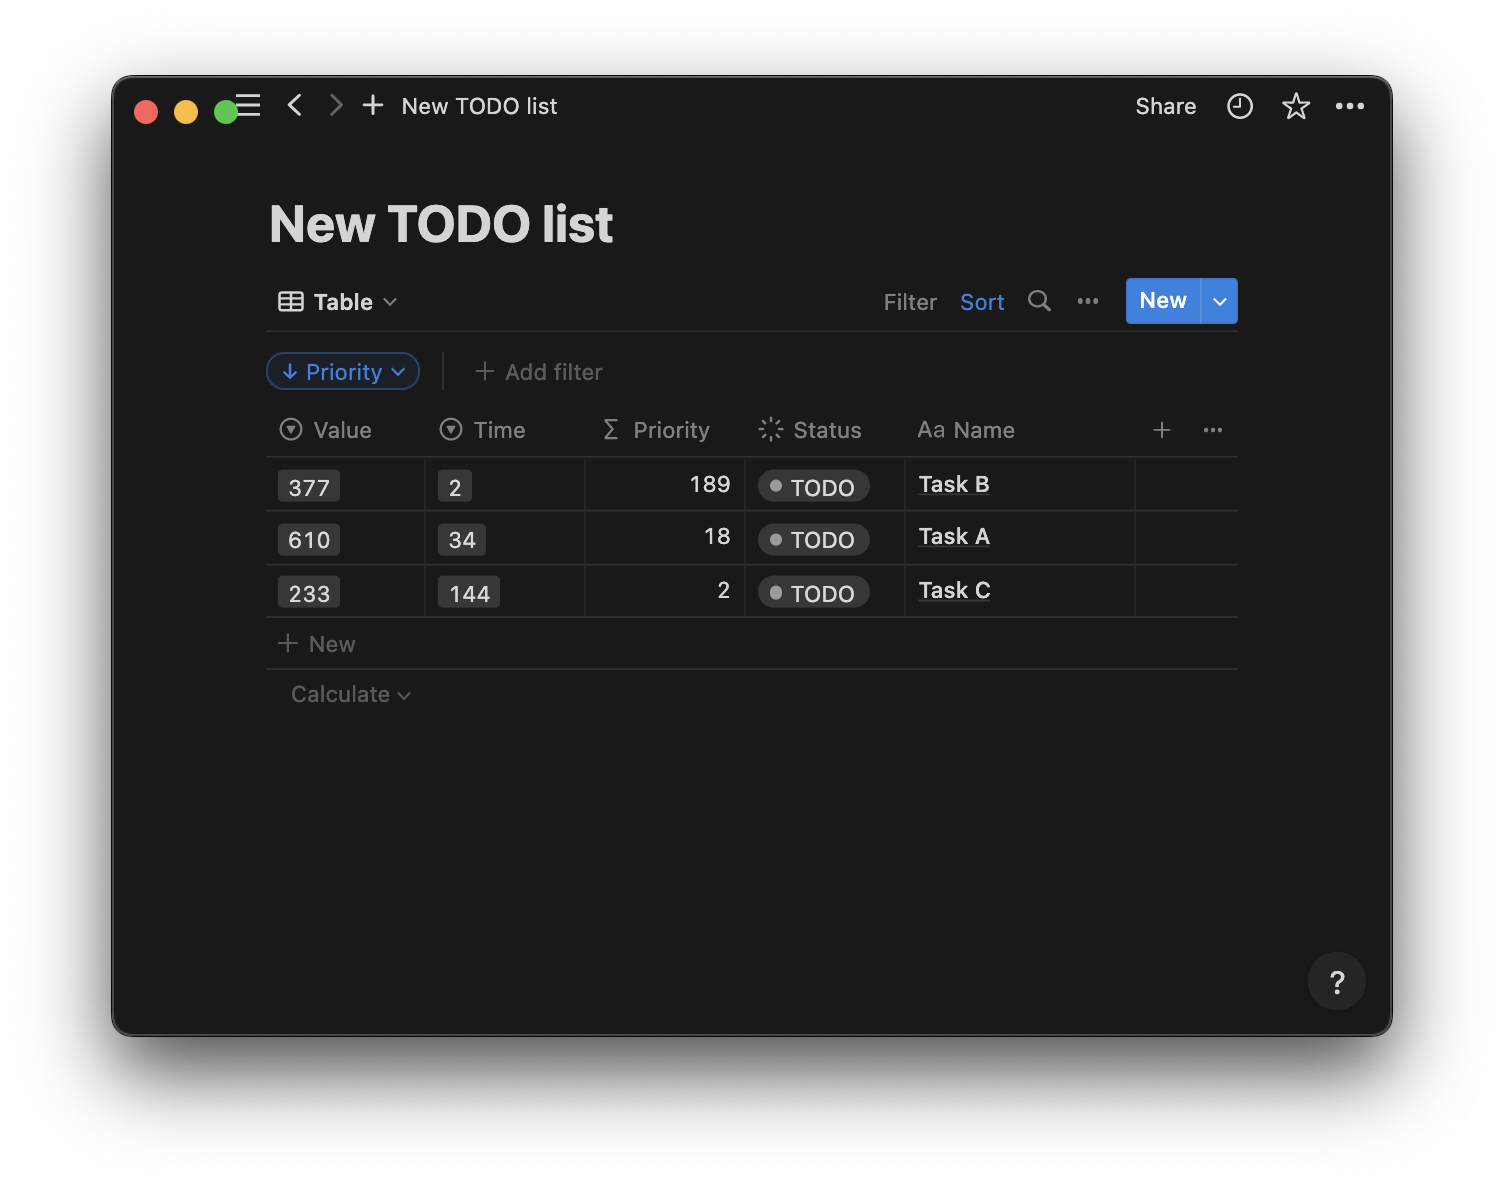 New TODO list Share
New TODO list
Table Filter Sort New
Priority Add filter
Value Time Σ Priority Status Aa Name
377 2 189 TODO Task B
610 34 18 TODO Task A
233 144 2 TODO Task C
+ New
Calculate
?